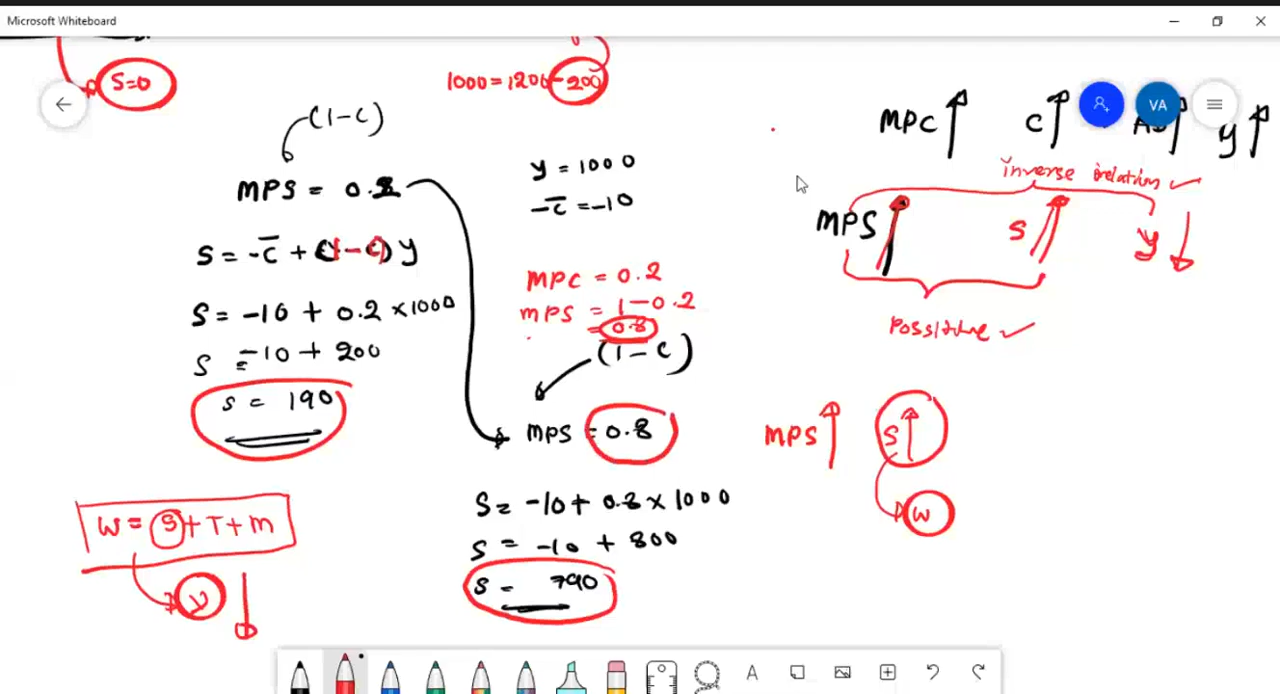 Microsoft Whiteboard
S=0
1000=1200-200
(1-C)
MPS = 0.2
S = -C̅ + (1-C) Y
S = -10 + 0.2 x 1000
S = -10 + 200
S = 190
W = S + T + M
Y
Y = 1000
-C̅ = -10
MPC = 0.2
MPS = 1-0.2
= 0.8
(1-C)
MPS = 0.8
S = -10 + 0.8 x 1000
S = -10 + 800
S = 790
MPC C AD Y
VA
inverse relation ✓
MPS S Y
Possitive ✓
MPS S
W
A